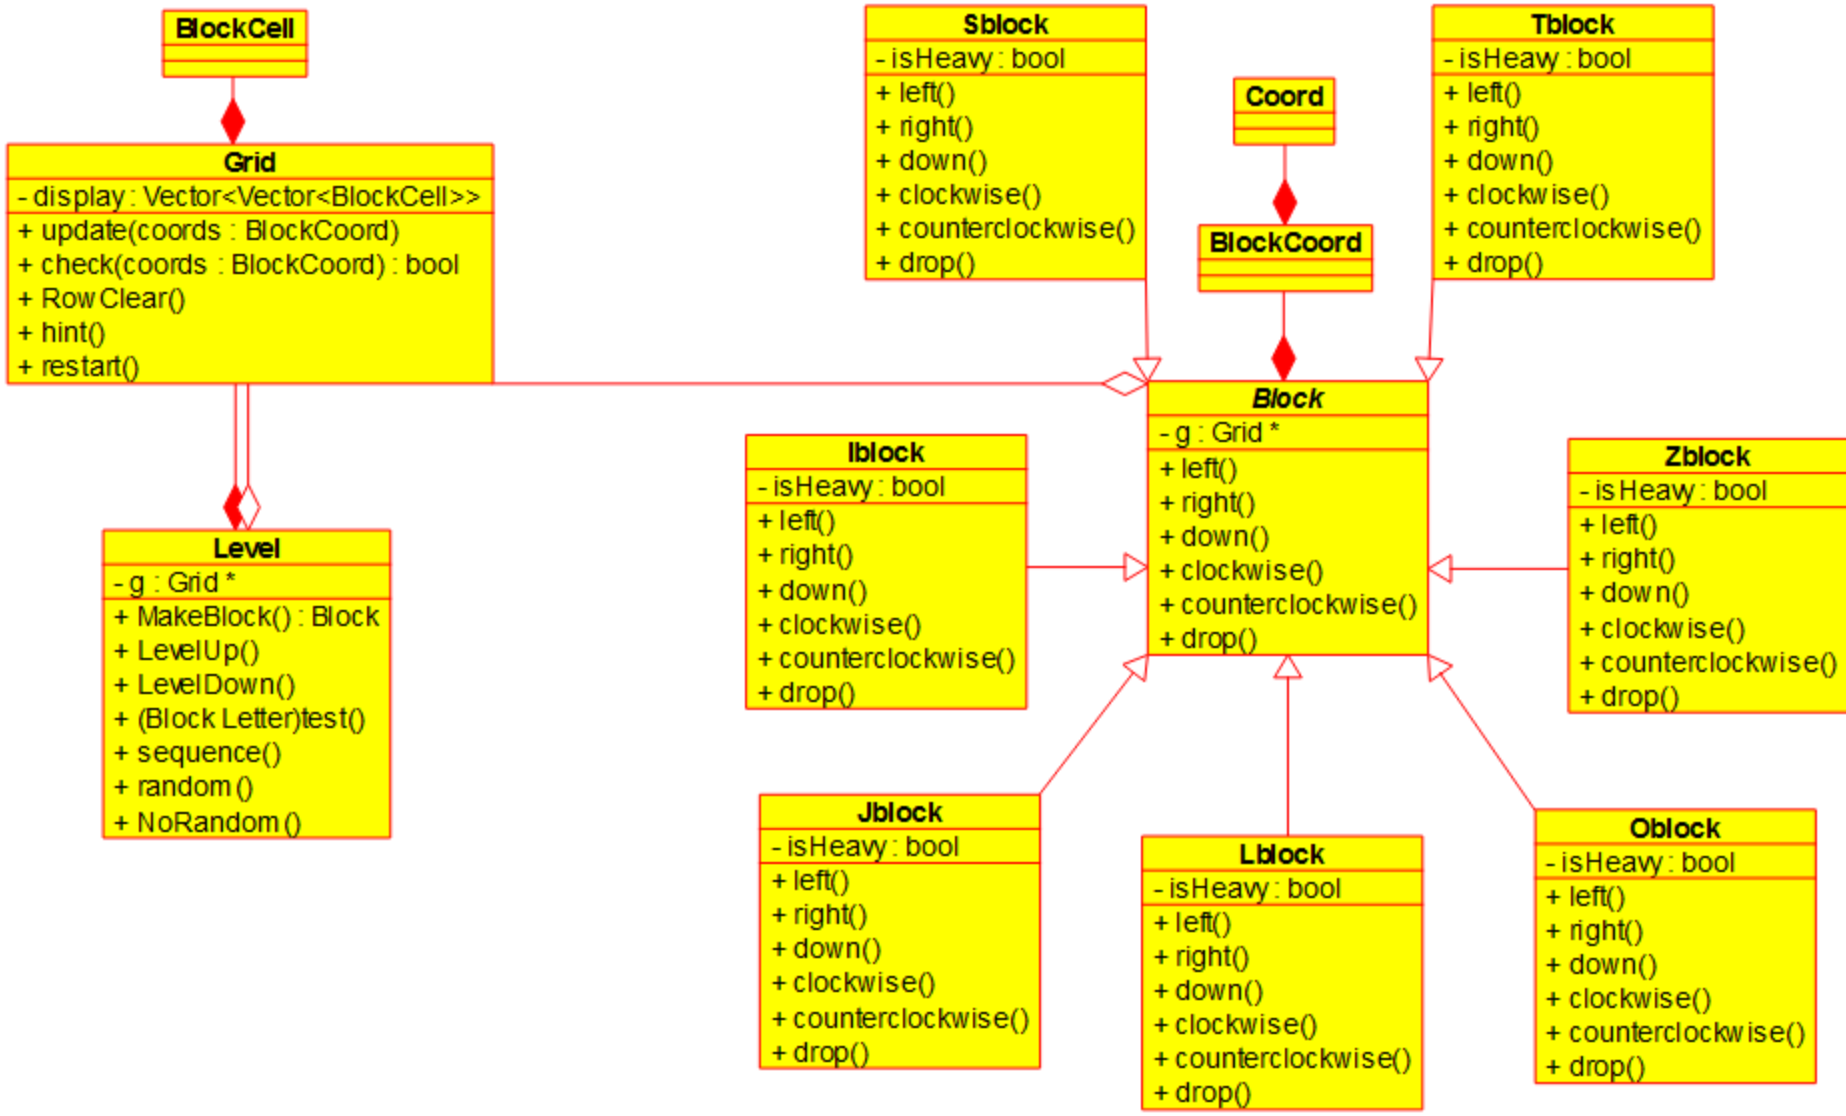 BlockCell
Grid
- display : Vector<Vector<BlockCell>>
+ update(coords : BlockCoord)
+ check(coords : BlockCoord) : bool
+ RowClear()
+ hint()
+ restart()
Level
- g : Grid *
+ MakeBlock() : Block
+ LevelUp()
+ LevelDown()
+ (Block Letter)test()
+ sequence()
+ random()
+ NoRandom()
Sblock
- isHeavy : bool
+ left()
+ right()
+ down()
+ clockwise()
+ counterclockwise()
+ drop()
Coord
BlockCoord
Tblock
- isHeavy : bool
+ left()
+ right()
+ down()
+ clockwise()
+ counterclockwise()
+ drop()
Block
- g : Grid *
+ left()
+ right()
+ down()
+ clockwise()
+ counterclockwise()
+ drop()
Iblock
- isHeavy : bool
+ left()
+ right()
+ down()
+ clockwise()
+ counterclockwise()
+ drop()
Zblock
- isHeavy : bool
+ left()
+ right()
+ down()
+ clockwise()
+ counterclockwise()
+ drop()
Jblock
- isHeavy : bool
+ left()
+ right()
+ down()
+ clockwise()
+ counterclockwise()
+ drop()
Lblock
- isHeavy : bool
+ left()
+ right()
+ down()
+ clockwise()
+ counterclockwise()
+ drop()
Oblock
- isHeavy : bool
+ left()
+ right()
+ down()
+ clockwise()
+ counterclockwise()
+ drop()